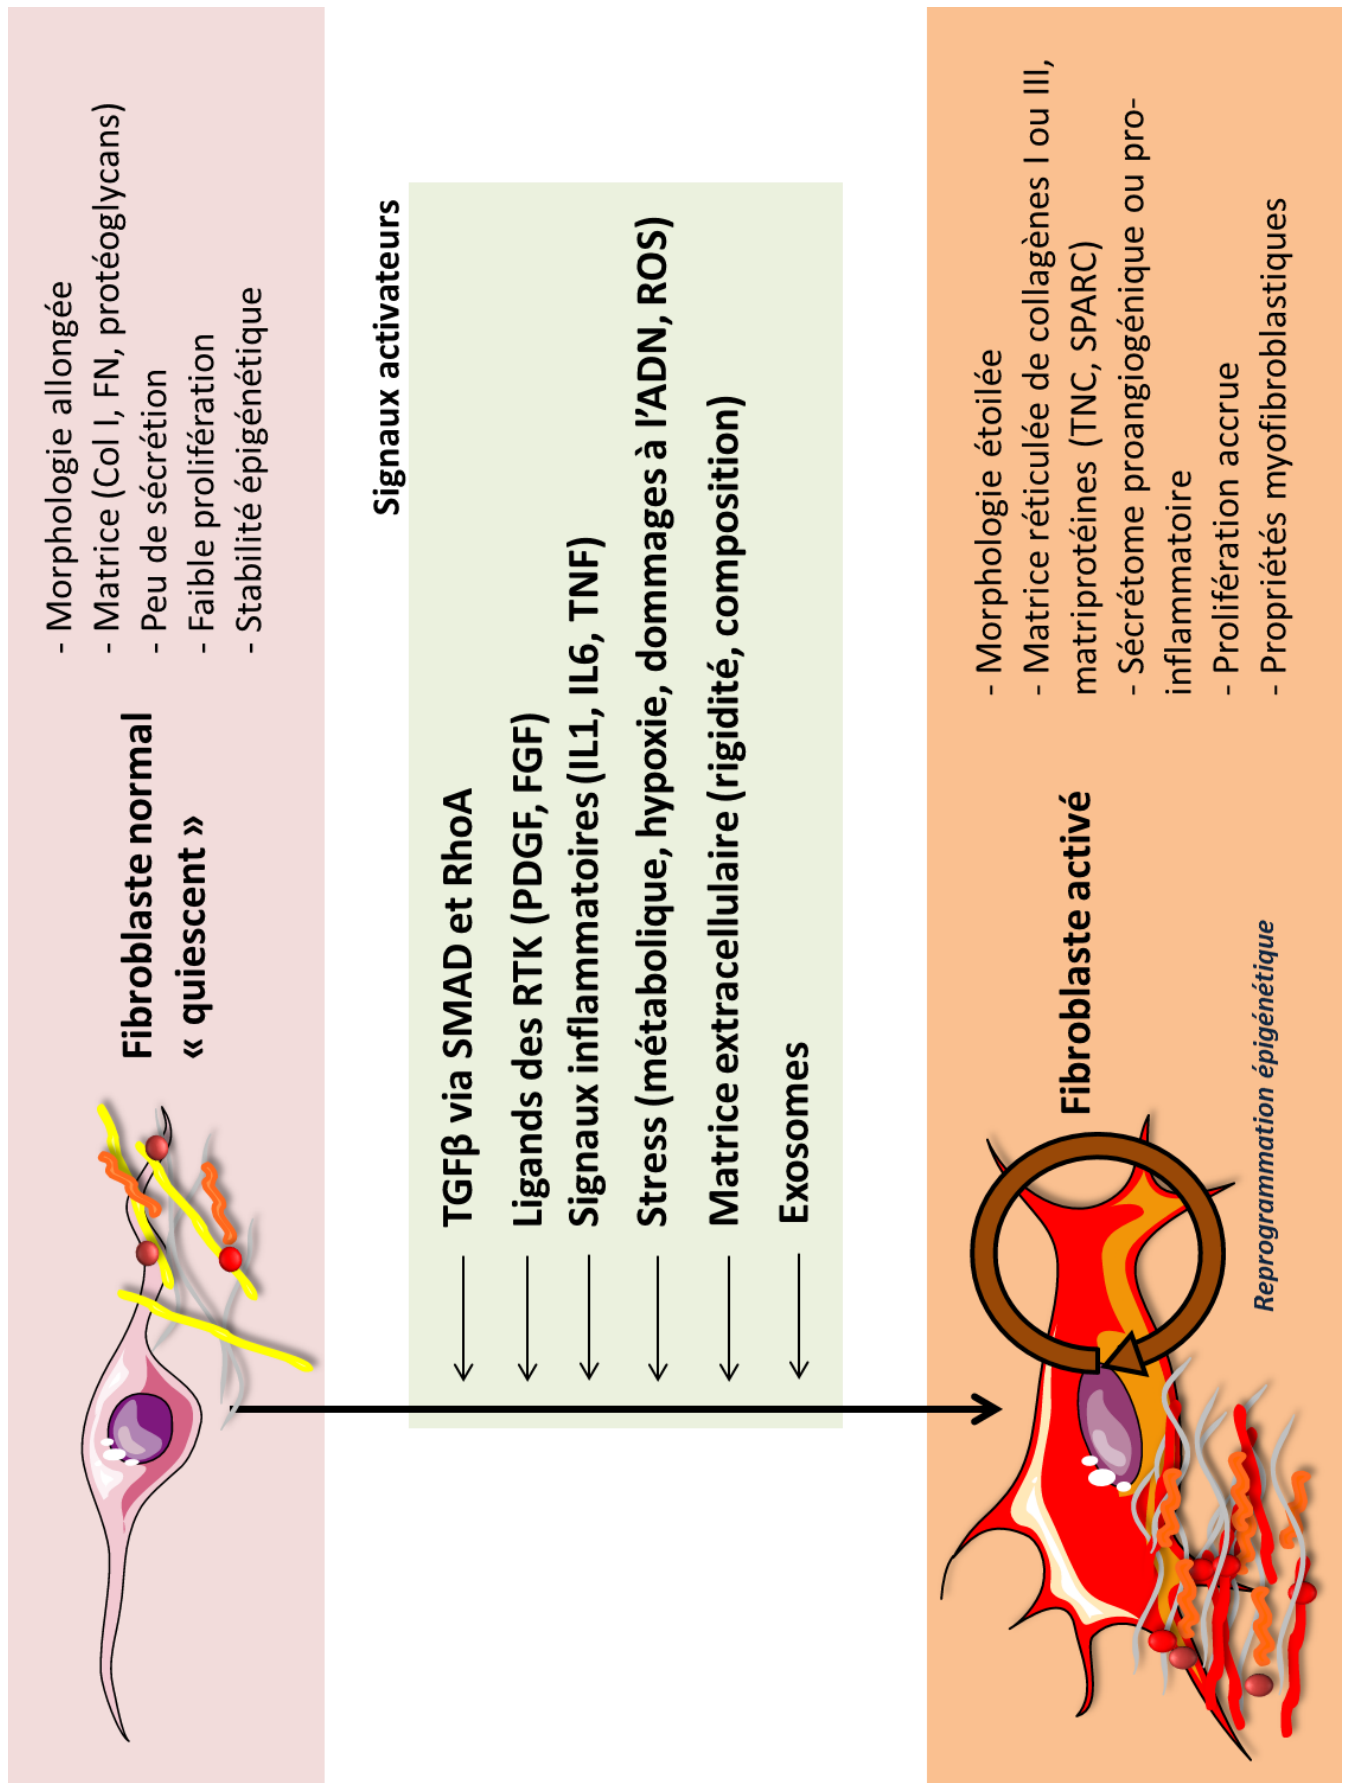 Fibroblaste normal
« quiescent »
- Morphologie allongée
- Matrice (Col I, FN, protéoglycans)
- Peu de sécrétion
- Faible prolifération
- Stabilité épigénétique
Signaux activateurs
TGFβ via SMAD et RhoA
Ligands des RTK (PDGF, FGF)
Signaux inflammatoires (IL1, IL6, TNF)
Stress (métabolique, hypoxie, dommages à l’ADN, ROS)
Matrice extracellulaire (rigidité, composition)
Exosomes
Fibroblaste activé
Reprogrammation épigénétique
- Morphologie étoilée
- Matrice réticulée de collagènes I ou III,
matriprotéines (TNC, SPARC)
- Sécrétome proangiogénique ou pro-
inflammatoire
- Prolifération accrue
- Propriétés myofibroblastiques